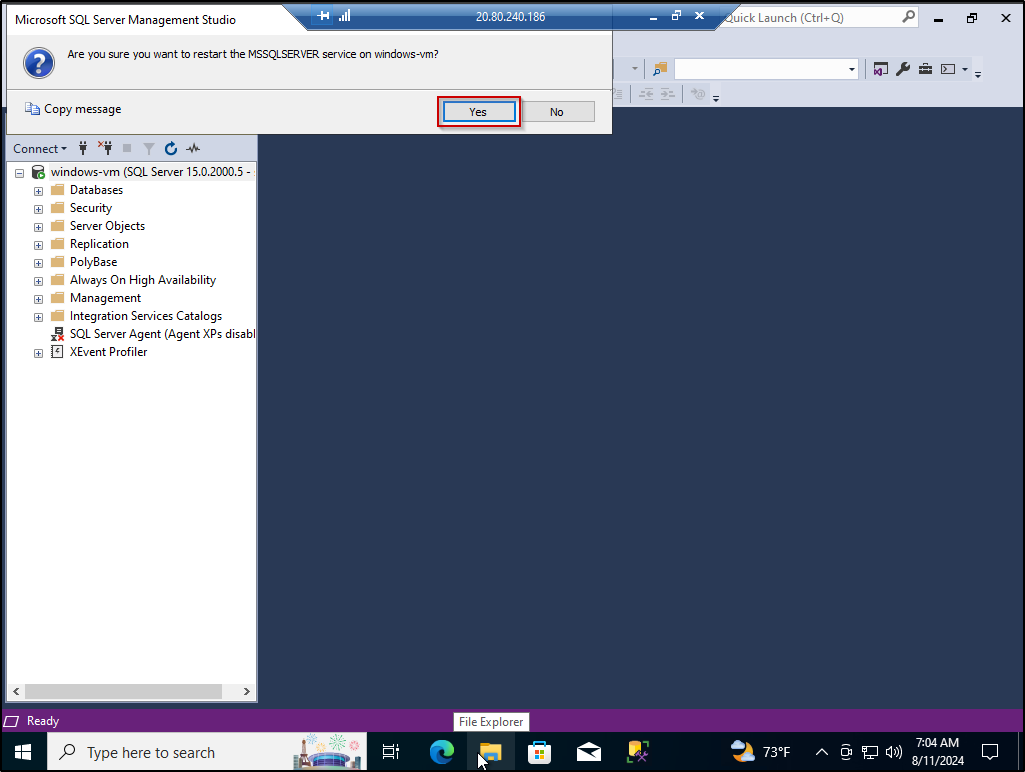 Microsoft SQL Server Management Studio
20.80.240.186
Quick Launch (Ctrl+Q)
Are you sure you want to restart the MSSQLSERVER service on windows-vm?
Copy message
Yes
No
Connect
windows-vm (SQL Server 15.0.2000.5 -
Databases
Security
Server Objects
Replication
PolyBase
Always On High Availability
Management
Integration Services Catalogs
SQL Server Agent (Agent XPs disabl
XEvent Profiler
Ready
File Explorer
Type here to search
73°F
7:04 AM
8/11/2024